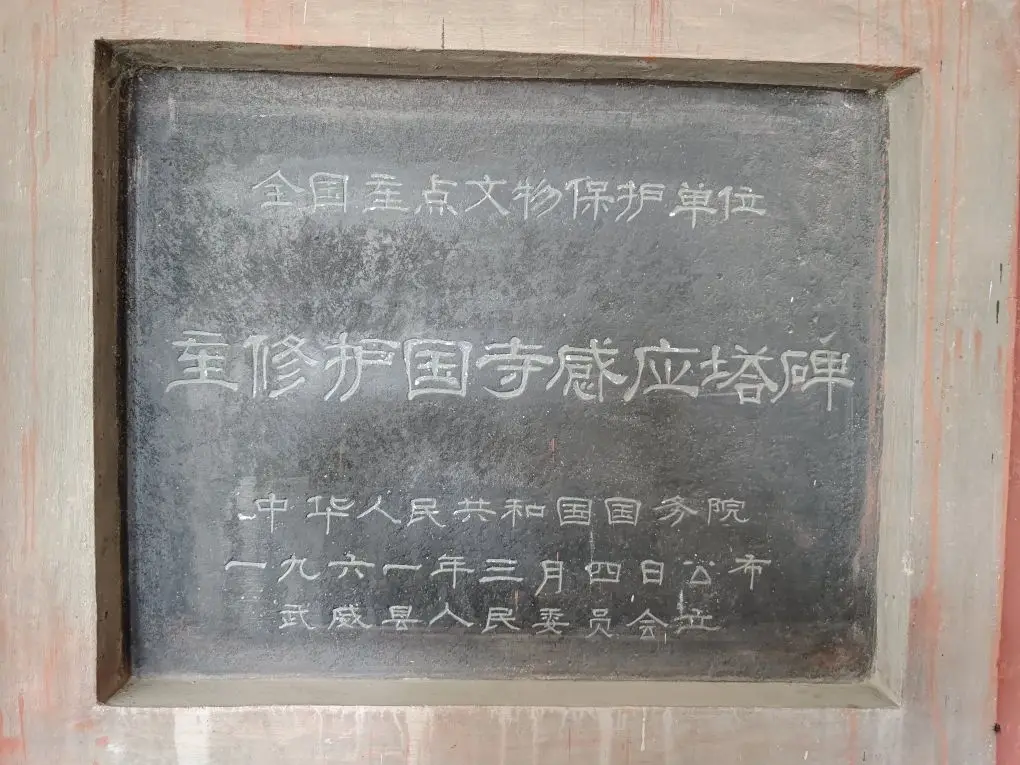 全国重点文物保护单位
重修护国寺感应塔碑
中华人民共和国国务院
一九六一年三月四日公布
武威县人民委员会立